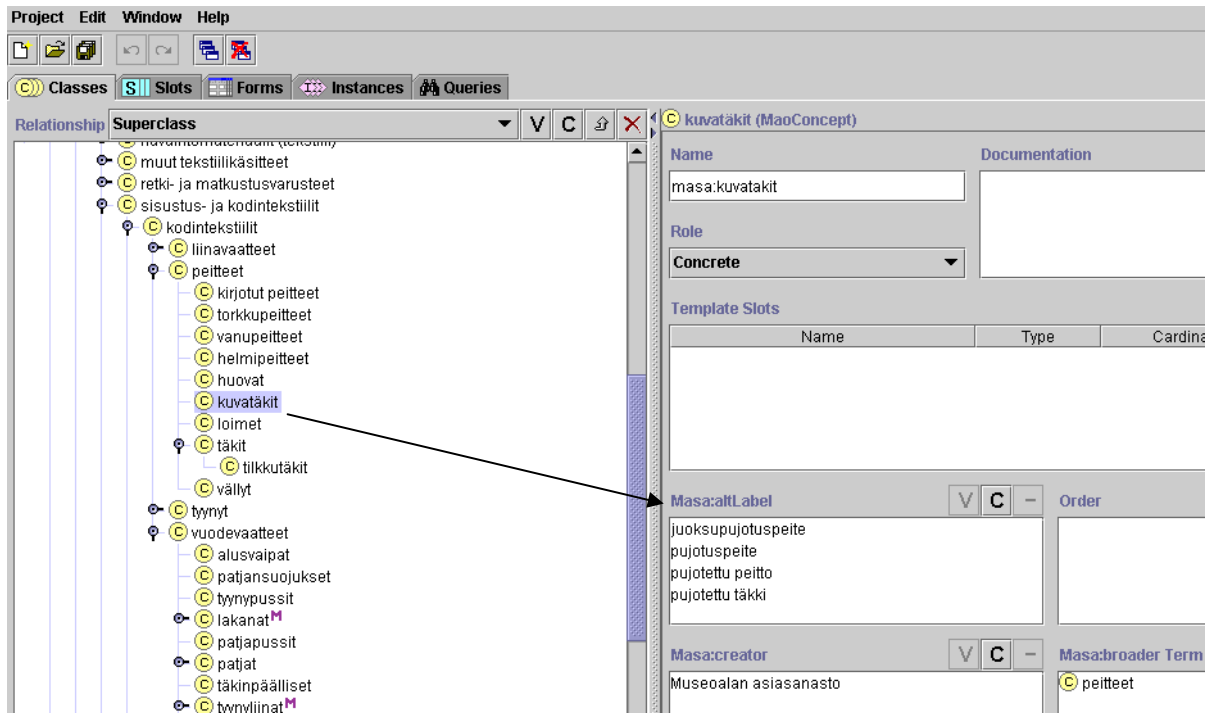 Project Edit Window Help
Classes S Slots Forms Instances Queries
Relationship Superclass V C
C kuvatäkit (MaoConcept)
muut tekstiilikäsitteet
retki- ja matkustusvarusteet
sisustus- ja kodintekstiilit
kodintekstiilit
liinavaatteet
peitteet
kirjotut peitteet
torkkupeitteet
vanupeitteet
helmipeitteet
huovat
kuvatäkit
loimet
täkit
tilkkutäkit
vällyt
tyynyt
vuodevaatteet
alusvaipat
patjansuojukset
tyynypussit
lakanat M
patjapussit
patjat
täkinpäälliset
tyynyliinat M
Name Documentation
masa:kuvatakit
Role
Concrete
Template Slots
Name Type Cardina
Masa:altLabel V C – Order
juoksupujotuspeite
pujotuspeite
pujotettu peitto
pujotettu täkki
Masa:creator V C – Masa:broader Term
Museoalan asiasanasto C peitteet